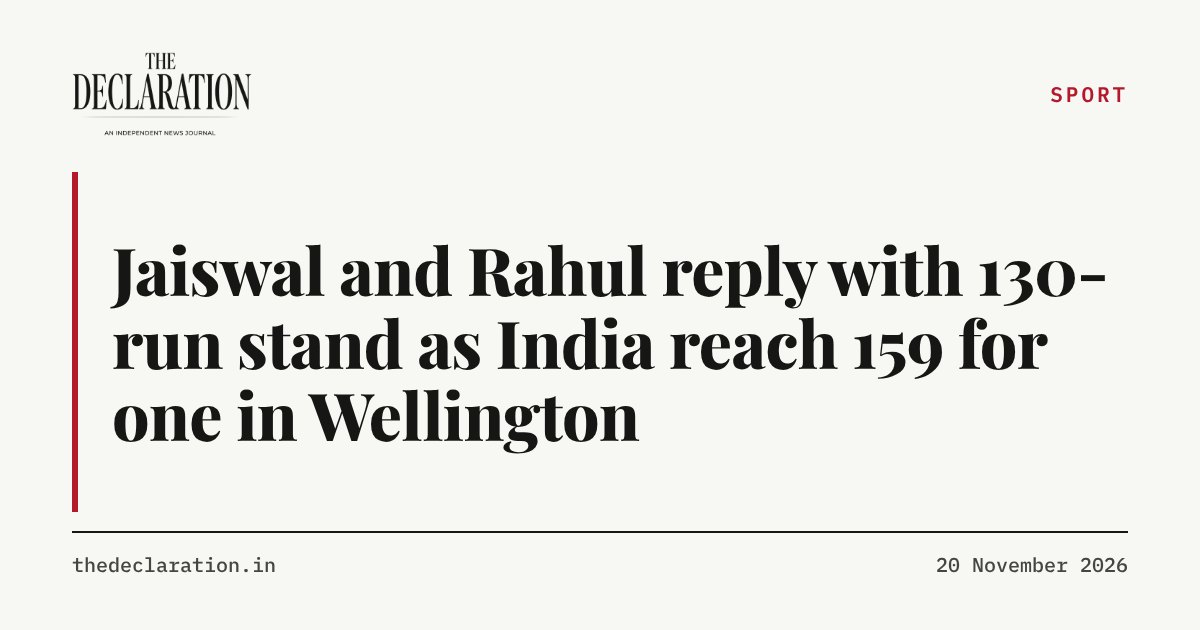 THE
DECLARATION
AN INDEPENDENT NEWS JOURNAL
SPORT
Jaiswal and Rahul reply with 130-
run stand as India reach 159 for
one in Wellington
thedeclaration.in
20 November 2026